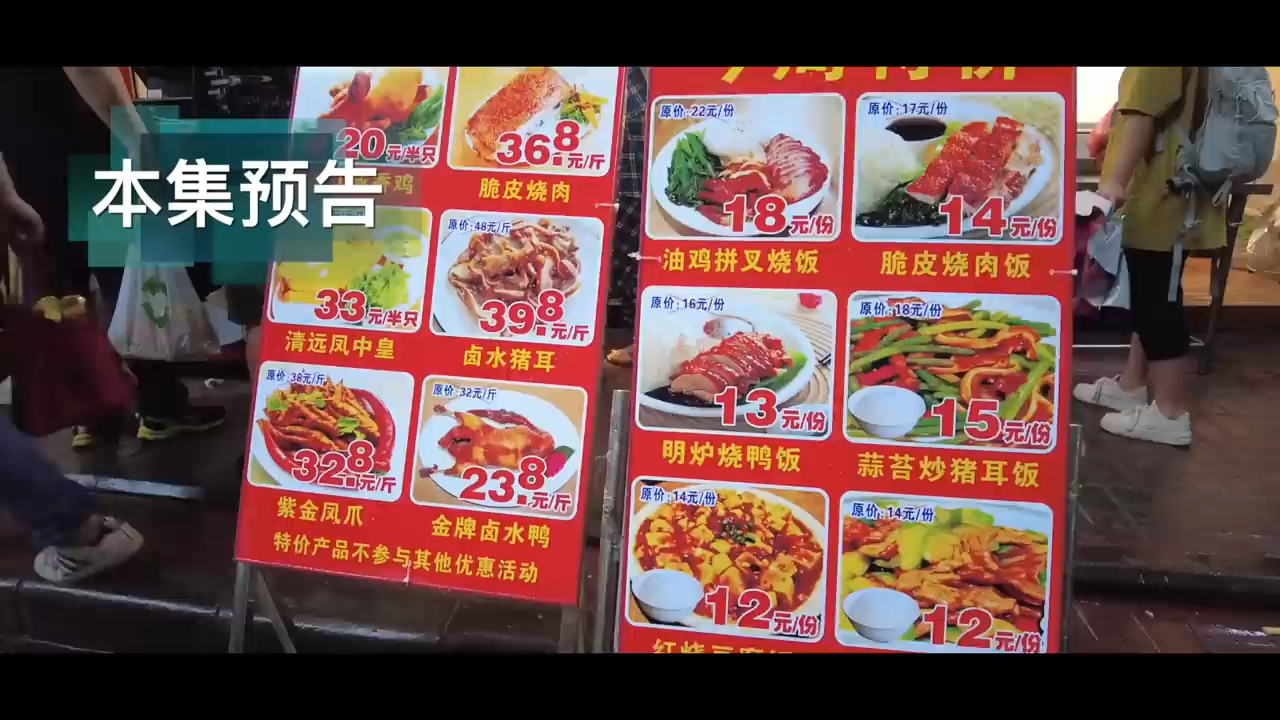 本集预告
20元/半只
36.8元/斤
香鸡
脆皮烧肉
33元/半只
原价:48元/斤
39.8元/斤
清远凤中皇
卤水猪耳
原价:38元/斤
32.8元/斤
原价:32元/斤
23.8元/斤
紫金凤爪
金牌卤水鸭
特价产品不参与其他优惠活动
原价:22元/份
18元/份
原价:17元/份
14元/份
油鸡拼叉烧饭
脆皮烧肉饭
原价:16元/份
13元/份
原价:18元/份
15元/份
明炉烧鸭饭
蒜苔炒猪耳饭
原价:14元/份
12元/份
原价:14元/份
12元/份
红烧豆腐